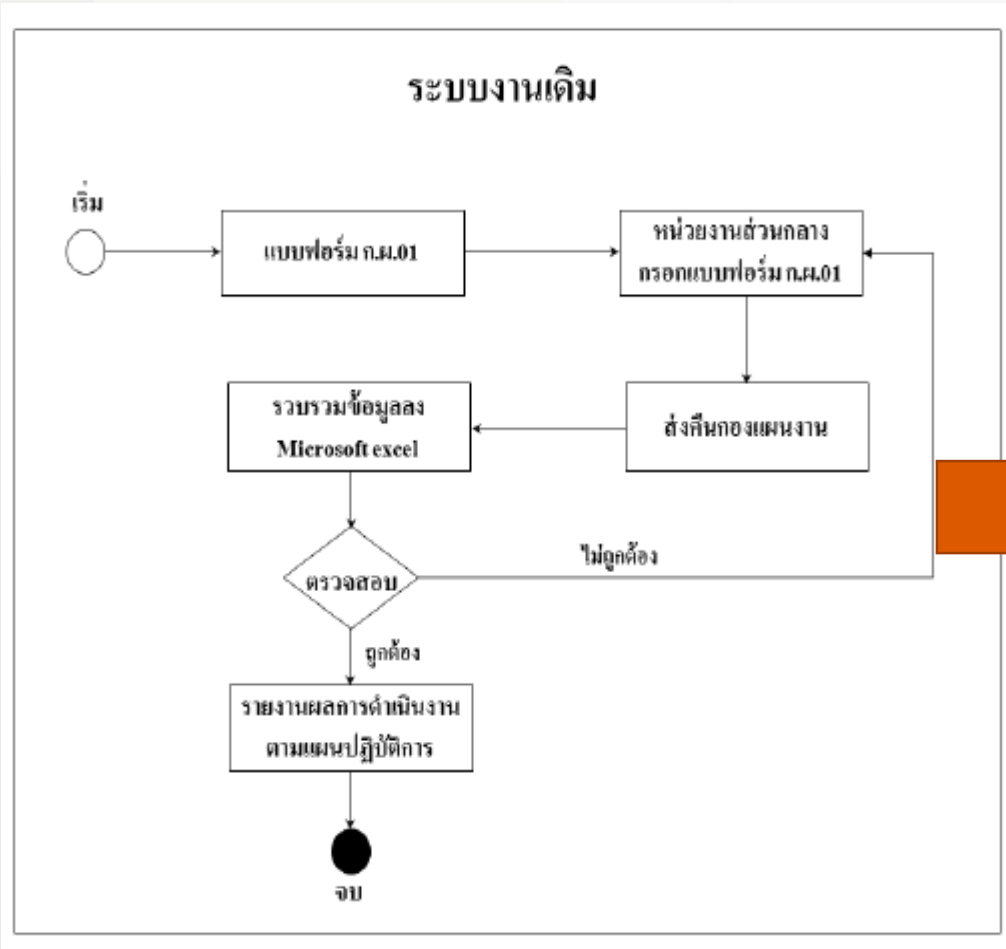 ระบบงานเดิม
เริ่ม
แบบฟอร์ม ก.ผ.01
หน่วยงานส่วนกลาง
กรอกแบบฟอร์ม ก.ผ.01
รวบรวมข้อมูลลง
Microsoft excel
ส่งคืนกองแผนงาน
ไม่ถูกต้อง
ตรวจสอบ
ถูกต้อง
รายงานผลการดำเนินงาน
ตามแผนปฏิบัติการ
จบ